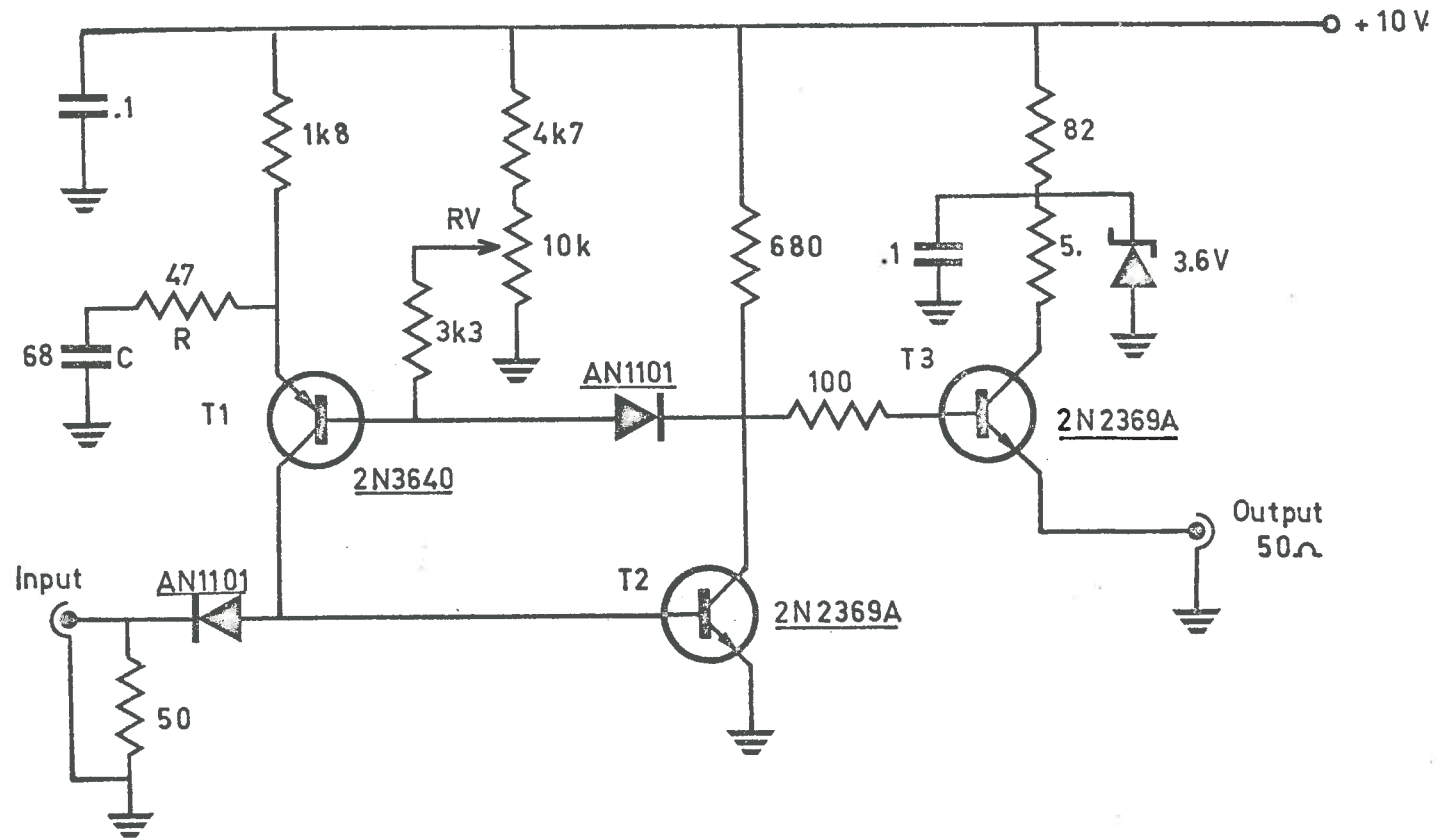 + 10 V
.1
1k8
4k7
82
RV
10k
680
.1
5.
3.6V
47
R
3k3
68
C
T1
AN1101
100
T3
2N2369A
2N3640
Output
50Ω
Input
AN1101
T2
2N2369A
50